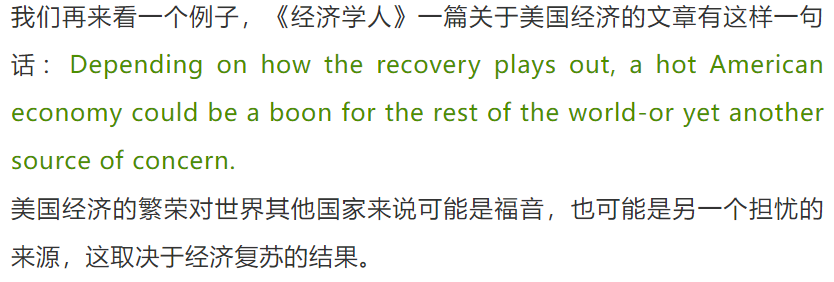 我们再来看一个例子，《经济学人》一篇关于美国经济的文章有这样一句
话：Depending on how the recovery plays out, a hot American
economy could be a boon for the rest of the world-or yet another
source of concern.
美国经济的繁荣对世界其他国家来说可能是福音，也可能是另一个担忧的
来源，这取决于经济复苏的结果。